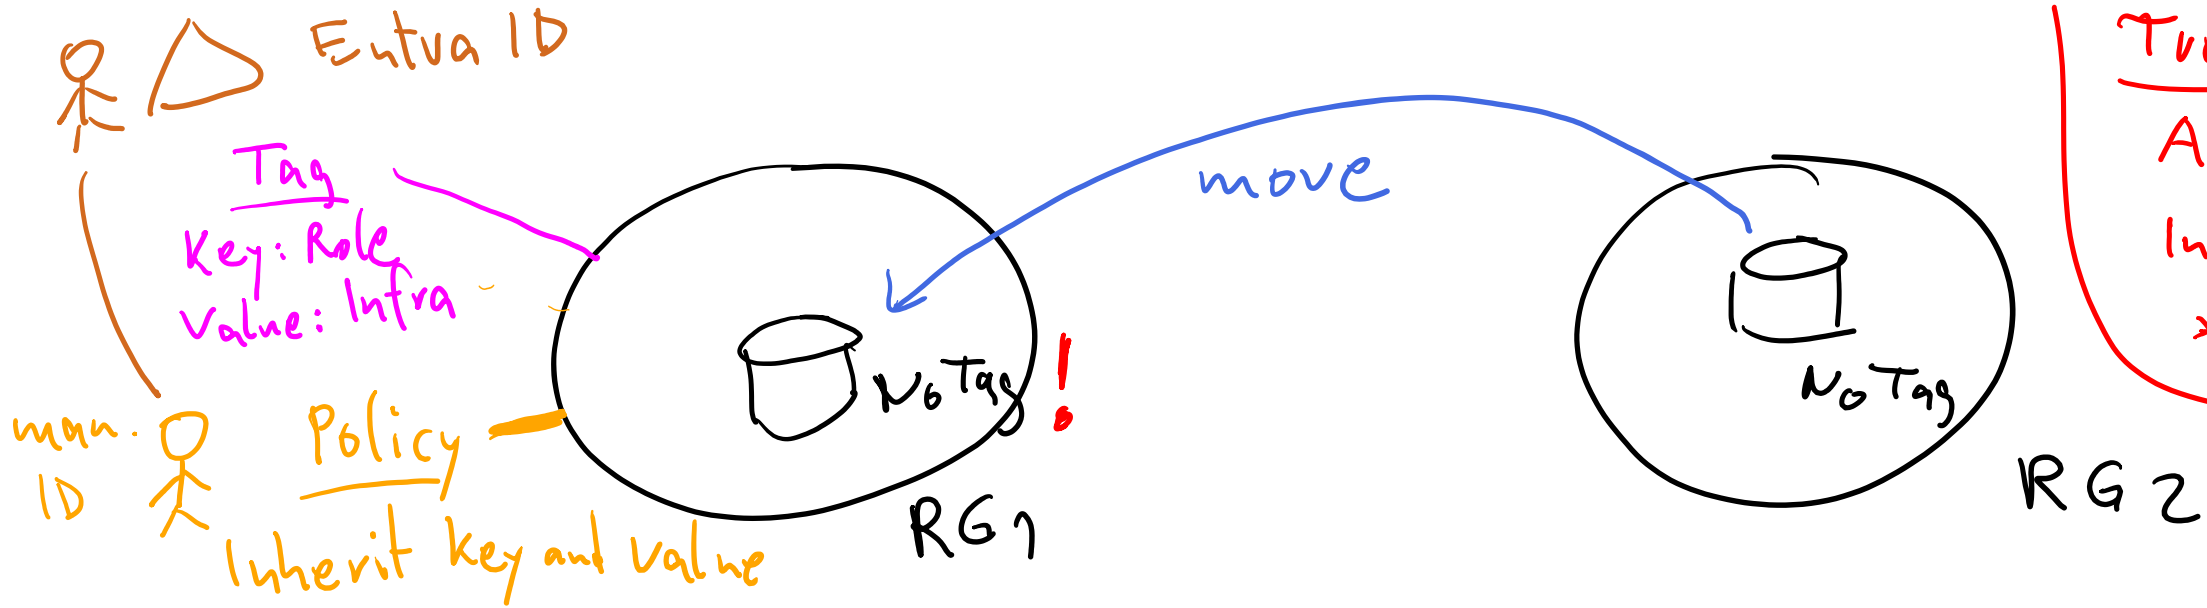 Entra ID
Tag
Key: Role
Value: Infra
man.
ID
Policy
Inherit Key and value
No Tag
!
RG1
move
No Tag
RG2
A
In